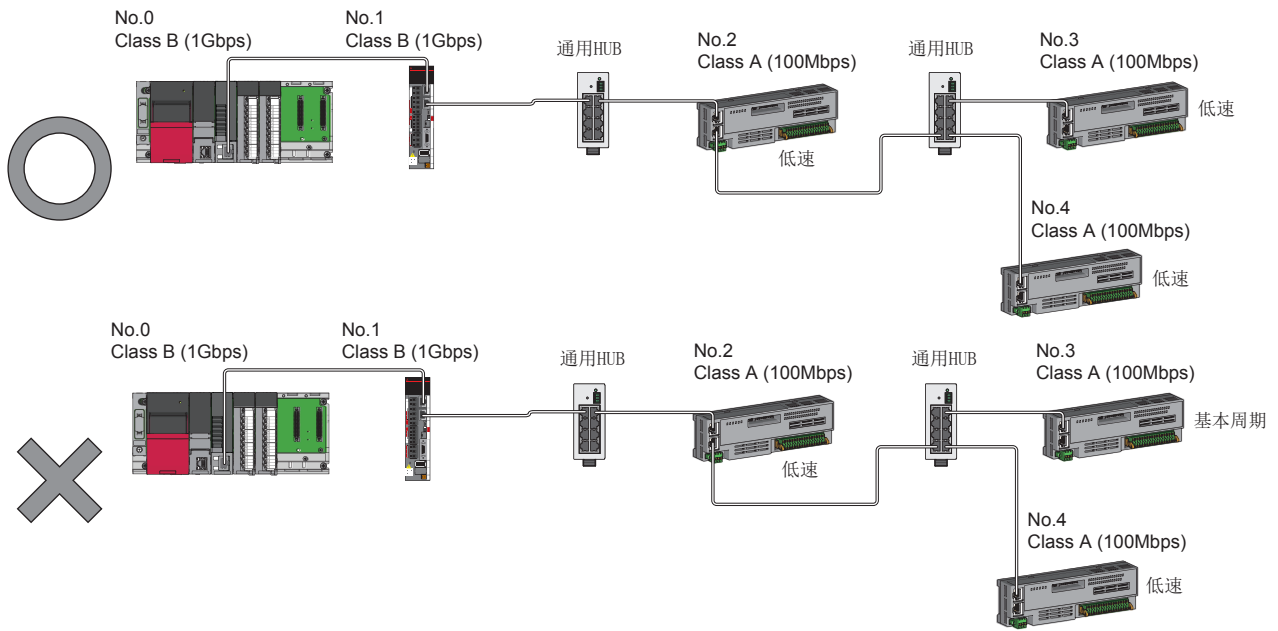 No.0
Class B (1Gbps)
No.1
Class B (1Gbps)
通用HUB
No.2
Class A (100Mbps)
低速
通用HUB
No.3
Class A (100Mbps)
低速
No.4
Class A (100Mbps)
低速
No.0
Class B (1Gbps)
No.1
Class B (1Gbps)
通用HUB
No.2
Class A (100Mbps)
低速
通用HUB
No.3
Class A (100Mbps)
基本周期
No.4
Class A (100Mbps)
低速